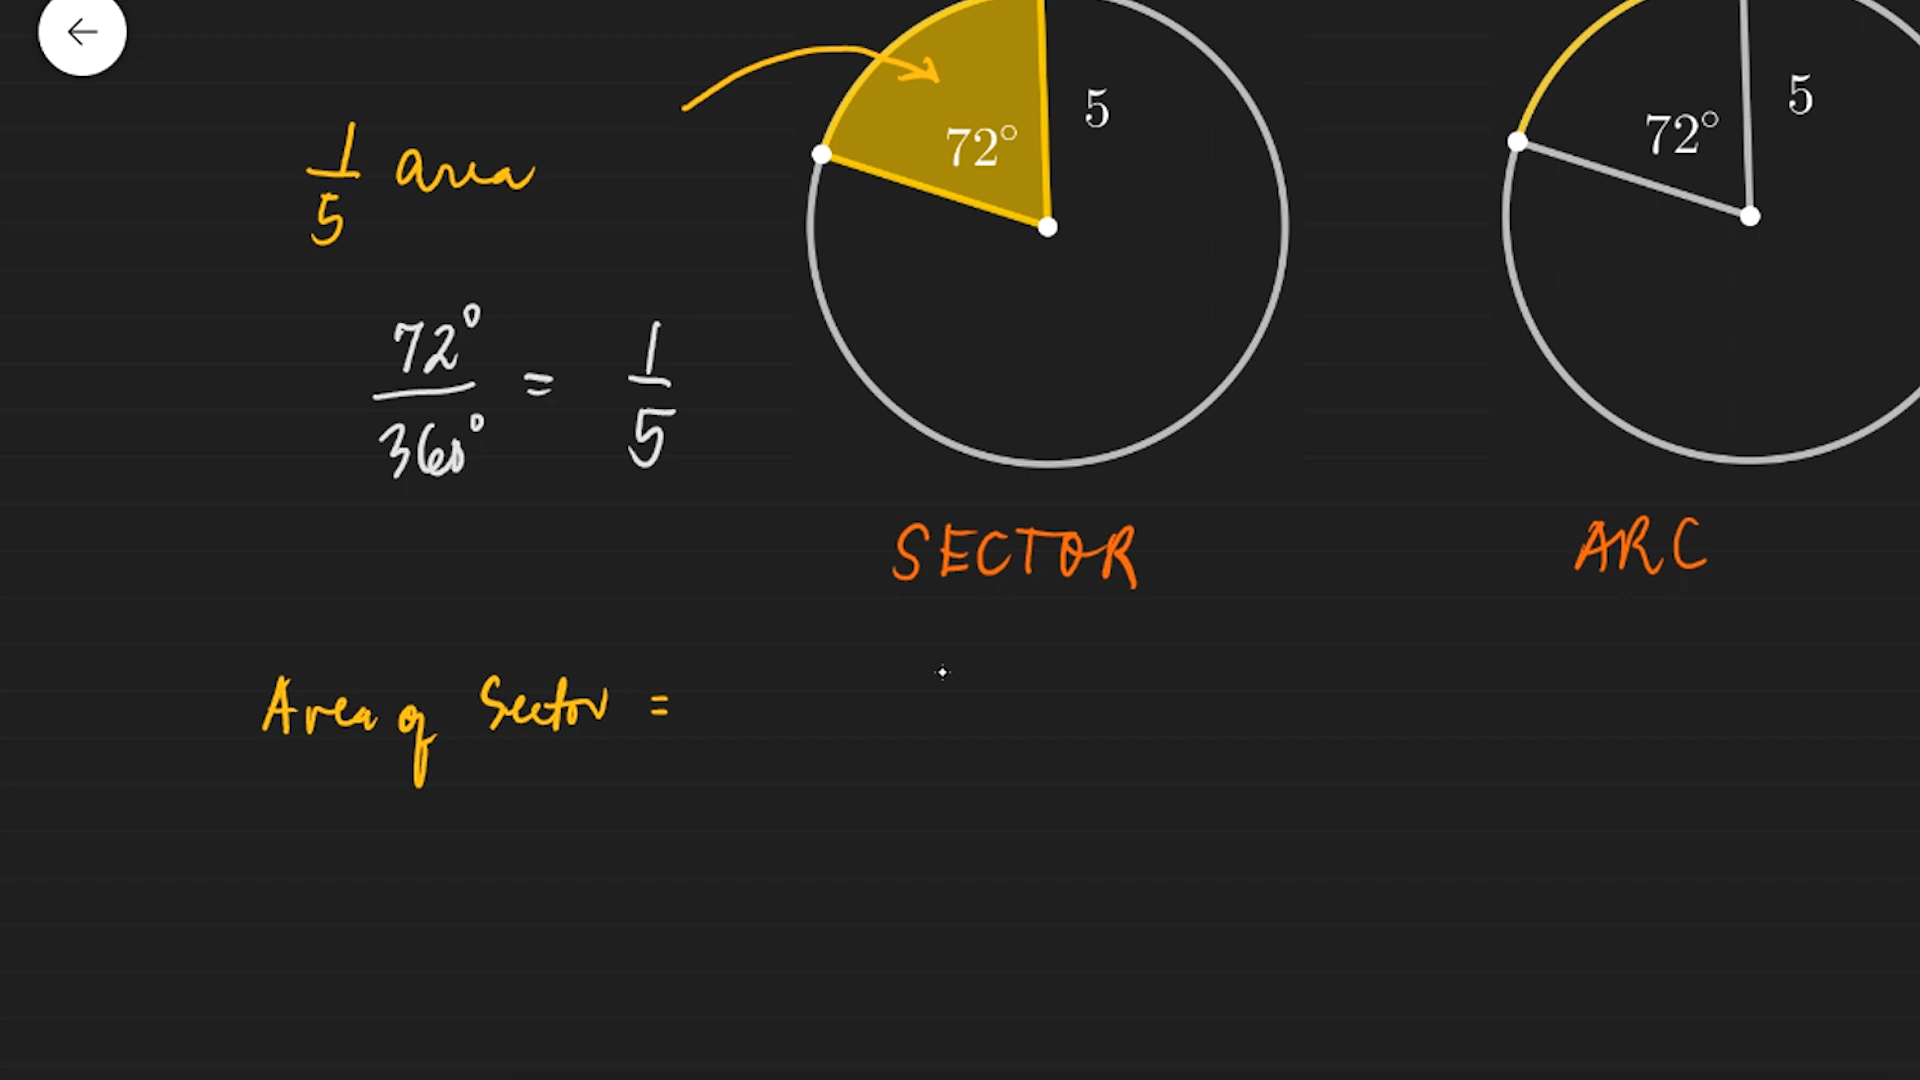 1/5 area
72°
5
72°
5
72°/360° = 1/5
SECTOR
ARC
Area of Sector =